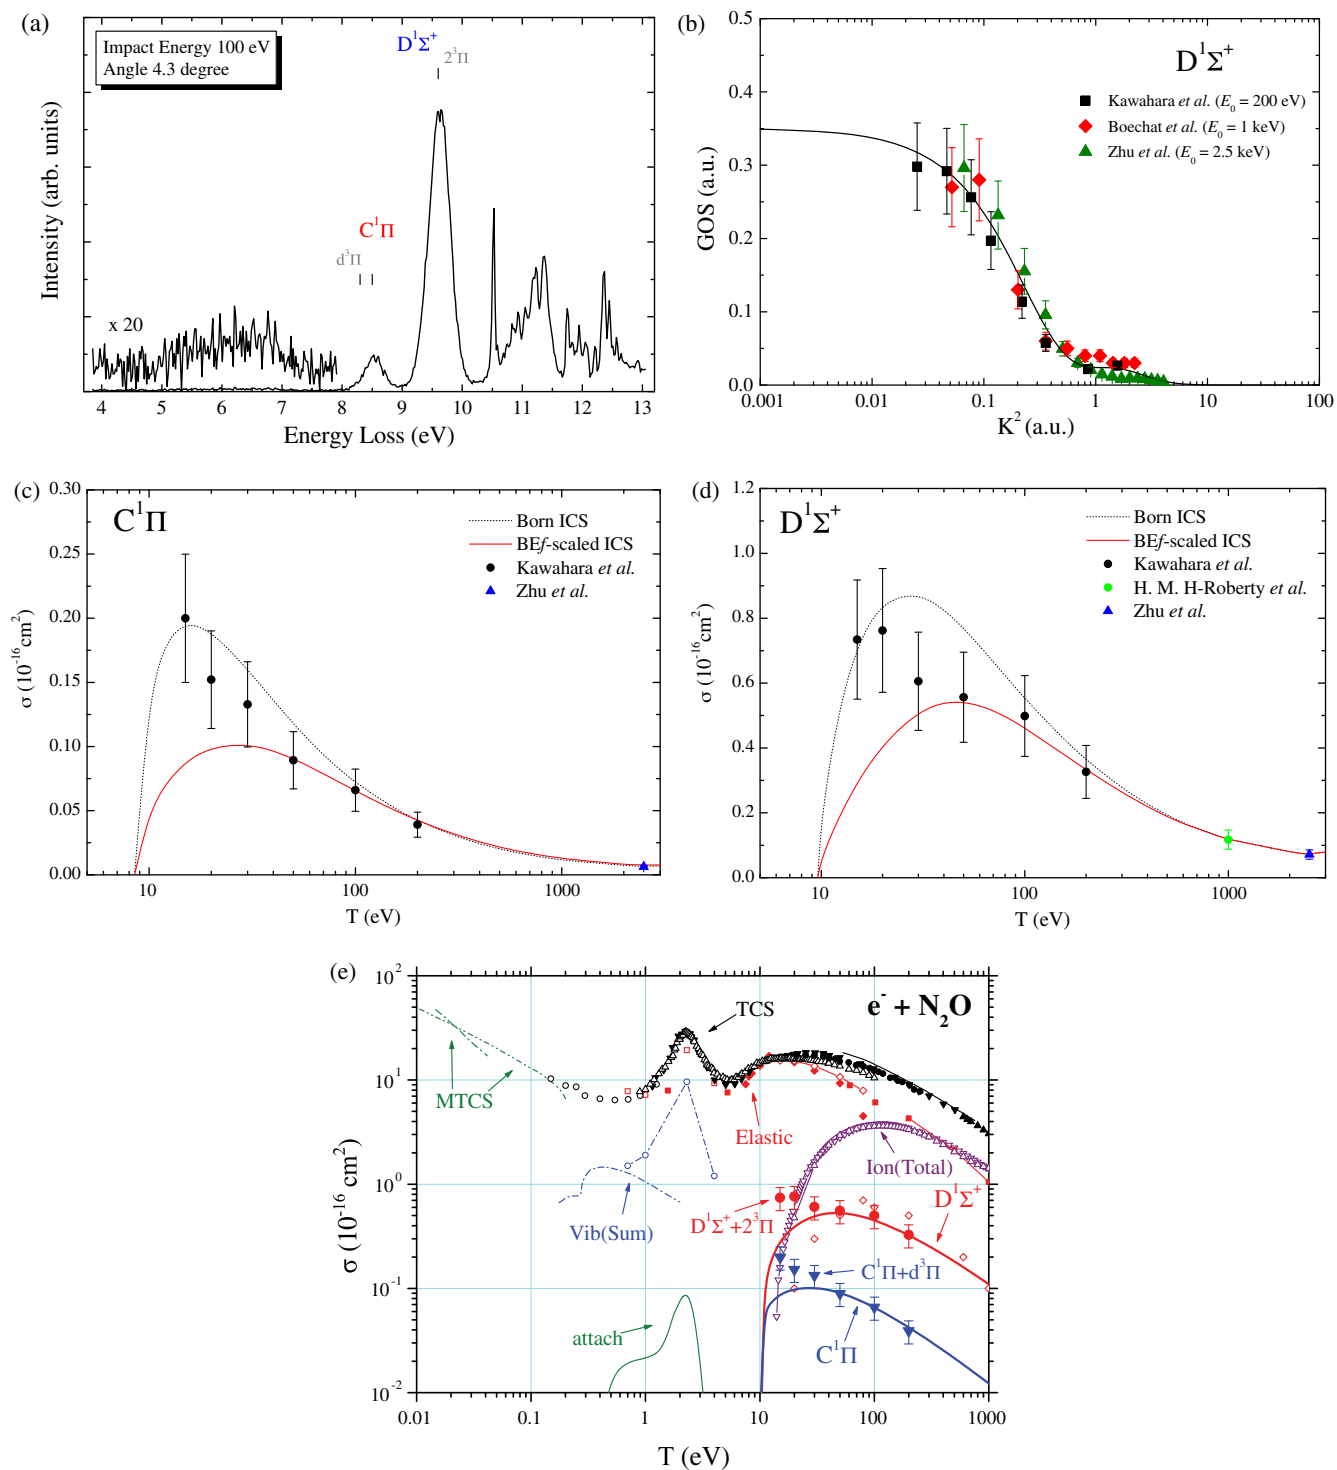 (a)
Impact Energy 100 eV
Angle 4.3 degree
D¹Σ⁺
2³Π
C¹Π
d³Π
x 20
Intensity (arb. units)
4 5 6 7 8 9 10 11 12 13
Energy Loss (eV)
(b)
D¹Σ⁺
Kawahara et al. (E₀ = 200 eV)
Boechat et al. (E₀ = 1 keV)
Zhu et al. (E₀ = 2.5 keV)
GOS (a.u.)
0.5
0.4
0.3
0.2
0.1
0.0
0.001 0.01 0.1 1 10 100
K² (a.u.)
(c)
C¹Π
Born ICS
BEf-scaled ICS
Kawahara et al.
Zhu et al.
σ (10⁻¹⁶cm²)
0.30
0.25
0.20
0.15
0.10
0.05
0.00
10 100 1000
T (eV)
(d)
D¹Σ⁺
Born ICS
BEf-scaled ICS
Kawahara et al.
H. M. H-Roberty et al.
Zhu et al.
σ (10⁻¹⁶cm²)
1.2
1.0
0.8
0.6
0.4
0.2
0.0
10 100 1000
T (eV)
(e)
e⁻ + N₂O
TCS
MTCS
Elastic
Ion(Total)
D¹Σ⁺
D¹Σ⁺+2³Π
Vib(Sum)
C¹Π+d³Π
attach
C¹Π
σ (10⁻¹⁶ cm²)
10²
10¹
10⁰
10⁻¹
10⁻²
0.01 0.1 1 10 100 1000
T (eV)